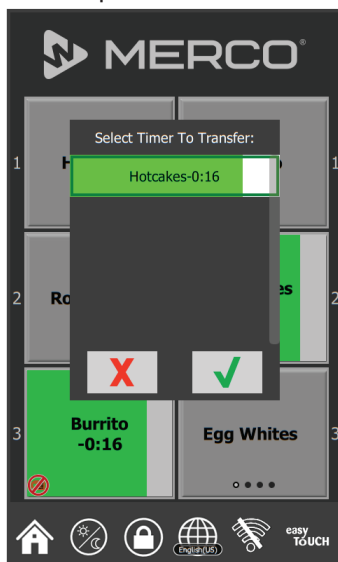 MERCO®
Select Timer To Transfer:
1
1
Hotcakes-0:16
2
Ro
es
2
X
3
Burrito
-0:16
Egg Whites
3
English(US)
easy
TOUCH